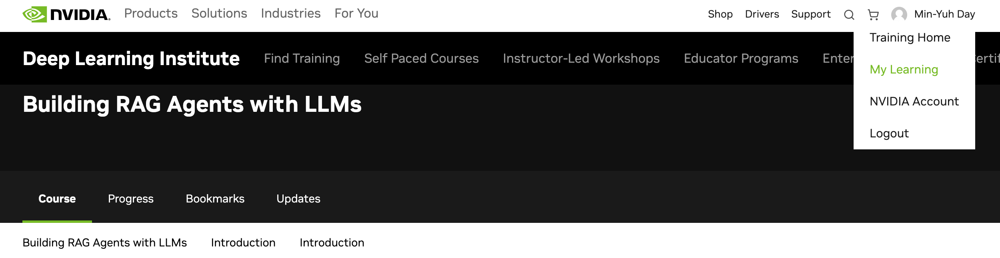 NVIDIA. Products Solutions Industries For You Shop Drivers Support Min-Yuh Day
Training Home
Deep Learning Institute Find Training Self Paced Courses Instructor-Led Workshops Educator Programs
My Learning
Building RAG Agents with LLMs
NVIDIA Account
Logout
Course Progress Bookmarks Updates
Building RAG Agents with LLMs Introduction Introduction